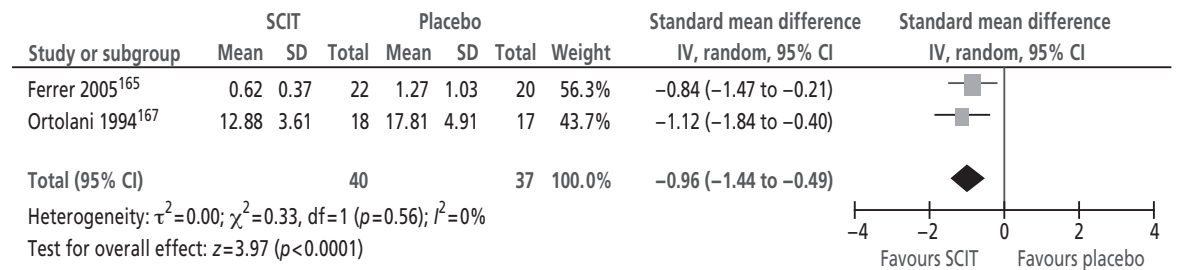 SCIT Placebo Standard mean difference Standard mean difference
Study or subgroup Mean SD Total Mean SD Total Weight IV, random, 95% CI IV, random, 95% CI
Ferrer 2005¹⁶⁵ 0.62 0.37 22 1.27 1.03 20 56.3% −0.84 (−1.47 to −0.21)
Ortolani 1994¹⁶⁷ 12.88 3.61 18 17.81 4.91 17 43.7% −1.12 (−1.84 to −0.40)
Total (95% CI) 40 37 100.0% −0.96 (−1.44 to −0.49)
Heterogeneity: τ²=0.00; χ²=0.33, df=1 (p=0.56); I²=0%
Test for overall effect: z=3.97 (p<0.0001)
−4 −2 0 2 4
Favours SCIT Favours placebo